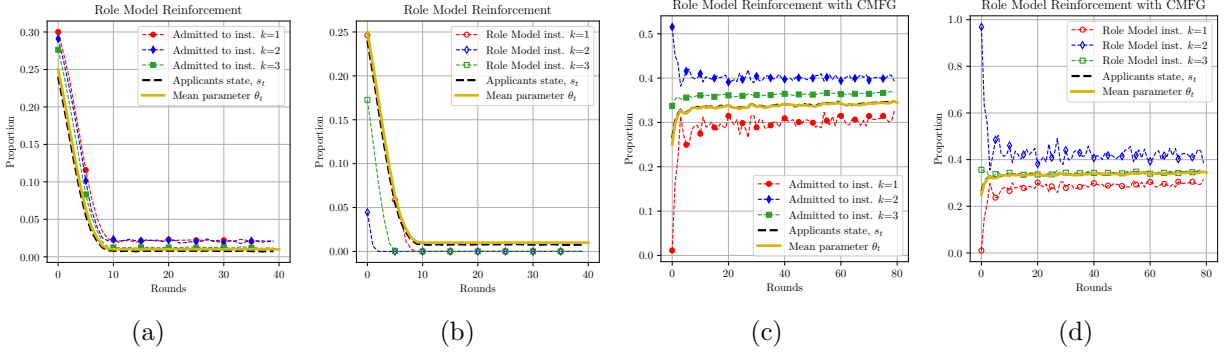 Role Model Reinforcement
Proportion
0.30
0.25
0.20
0.15
0.10
0.05
0.00
Admitted to inst. k=1
Admitted to inst. k=2
Admitted to inst. k=3
Applicants state, s_t
Mean parameter θ_t
0
10
20
30
40
Rounds
(a)
Role Model Reinforcement
Proportion
0.25
0.20
0.15
0.10
0.05
0.00
Role Model inst. k=1
Role Model inst. k=2
Role Model inst. k=3
Applicants state, s_t
Mean parameter θ_t
0
10
20
30
40
Rounds
(b)
Role Model Reinforcement with CMFG
Proportion
0.5
0.4
0.3
0.2
0.1
0.0
Admitted to inst. k=1
Admitted to inst. k=2
Admitted to inst. k=3
Applicants state, s_t
Mean parameter θ_t
0
20
40
60
80
Rounds
(c)
Role Model Reinforcement with CMFG
Proportion
1.0
0.8
0.6
0.4
0.2
0.0
Role Model inst. k=1
Role Model inst. k=2
Role Model inst. k=3
Applicants state, s_t
Mean parameter θ_t
0
20
40
60
80
Rounds
(d)